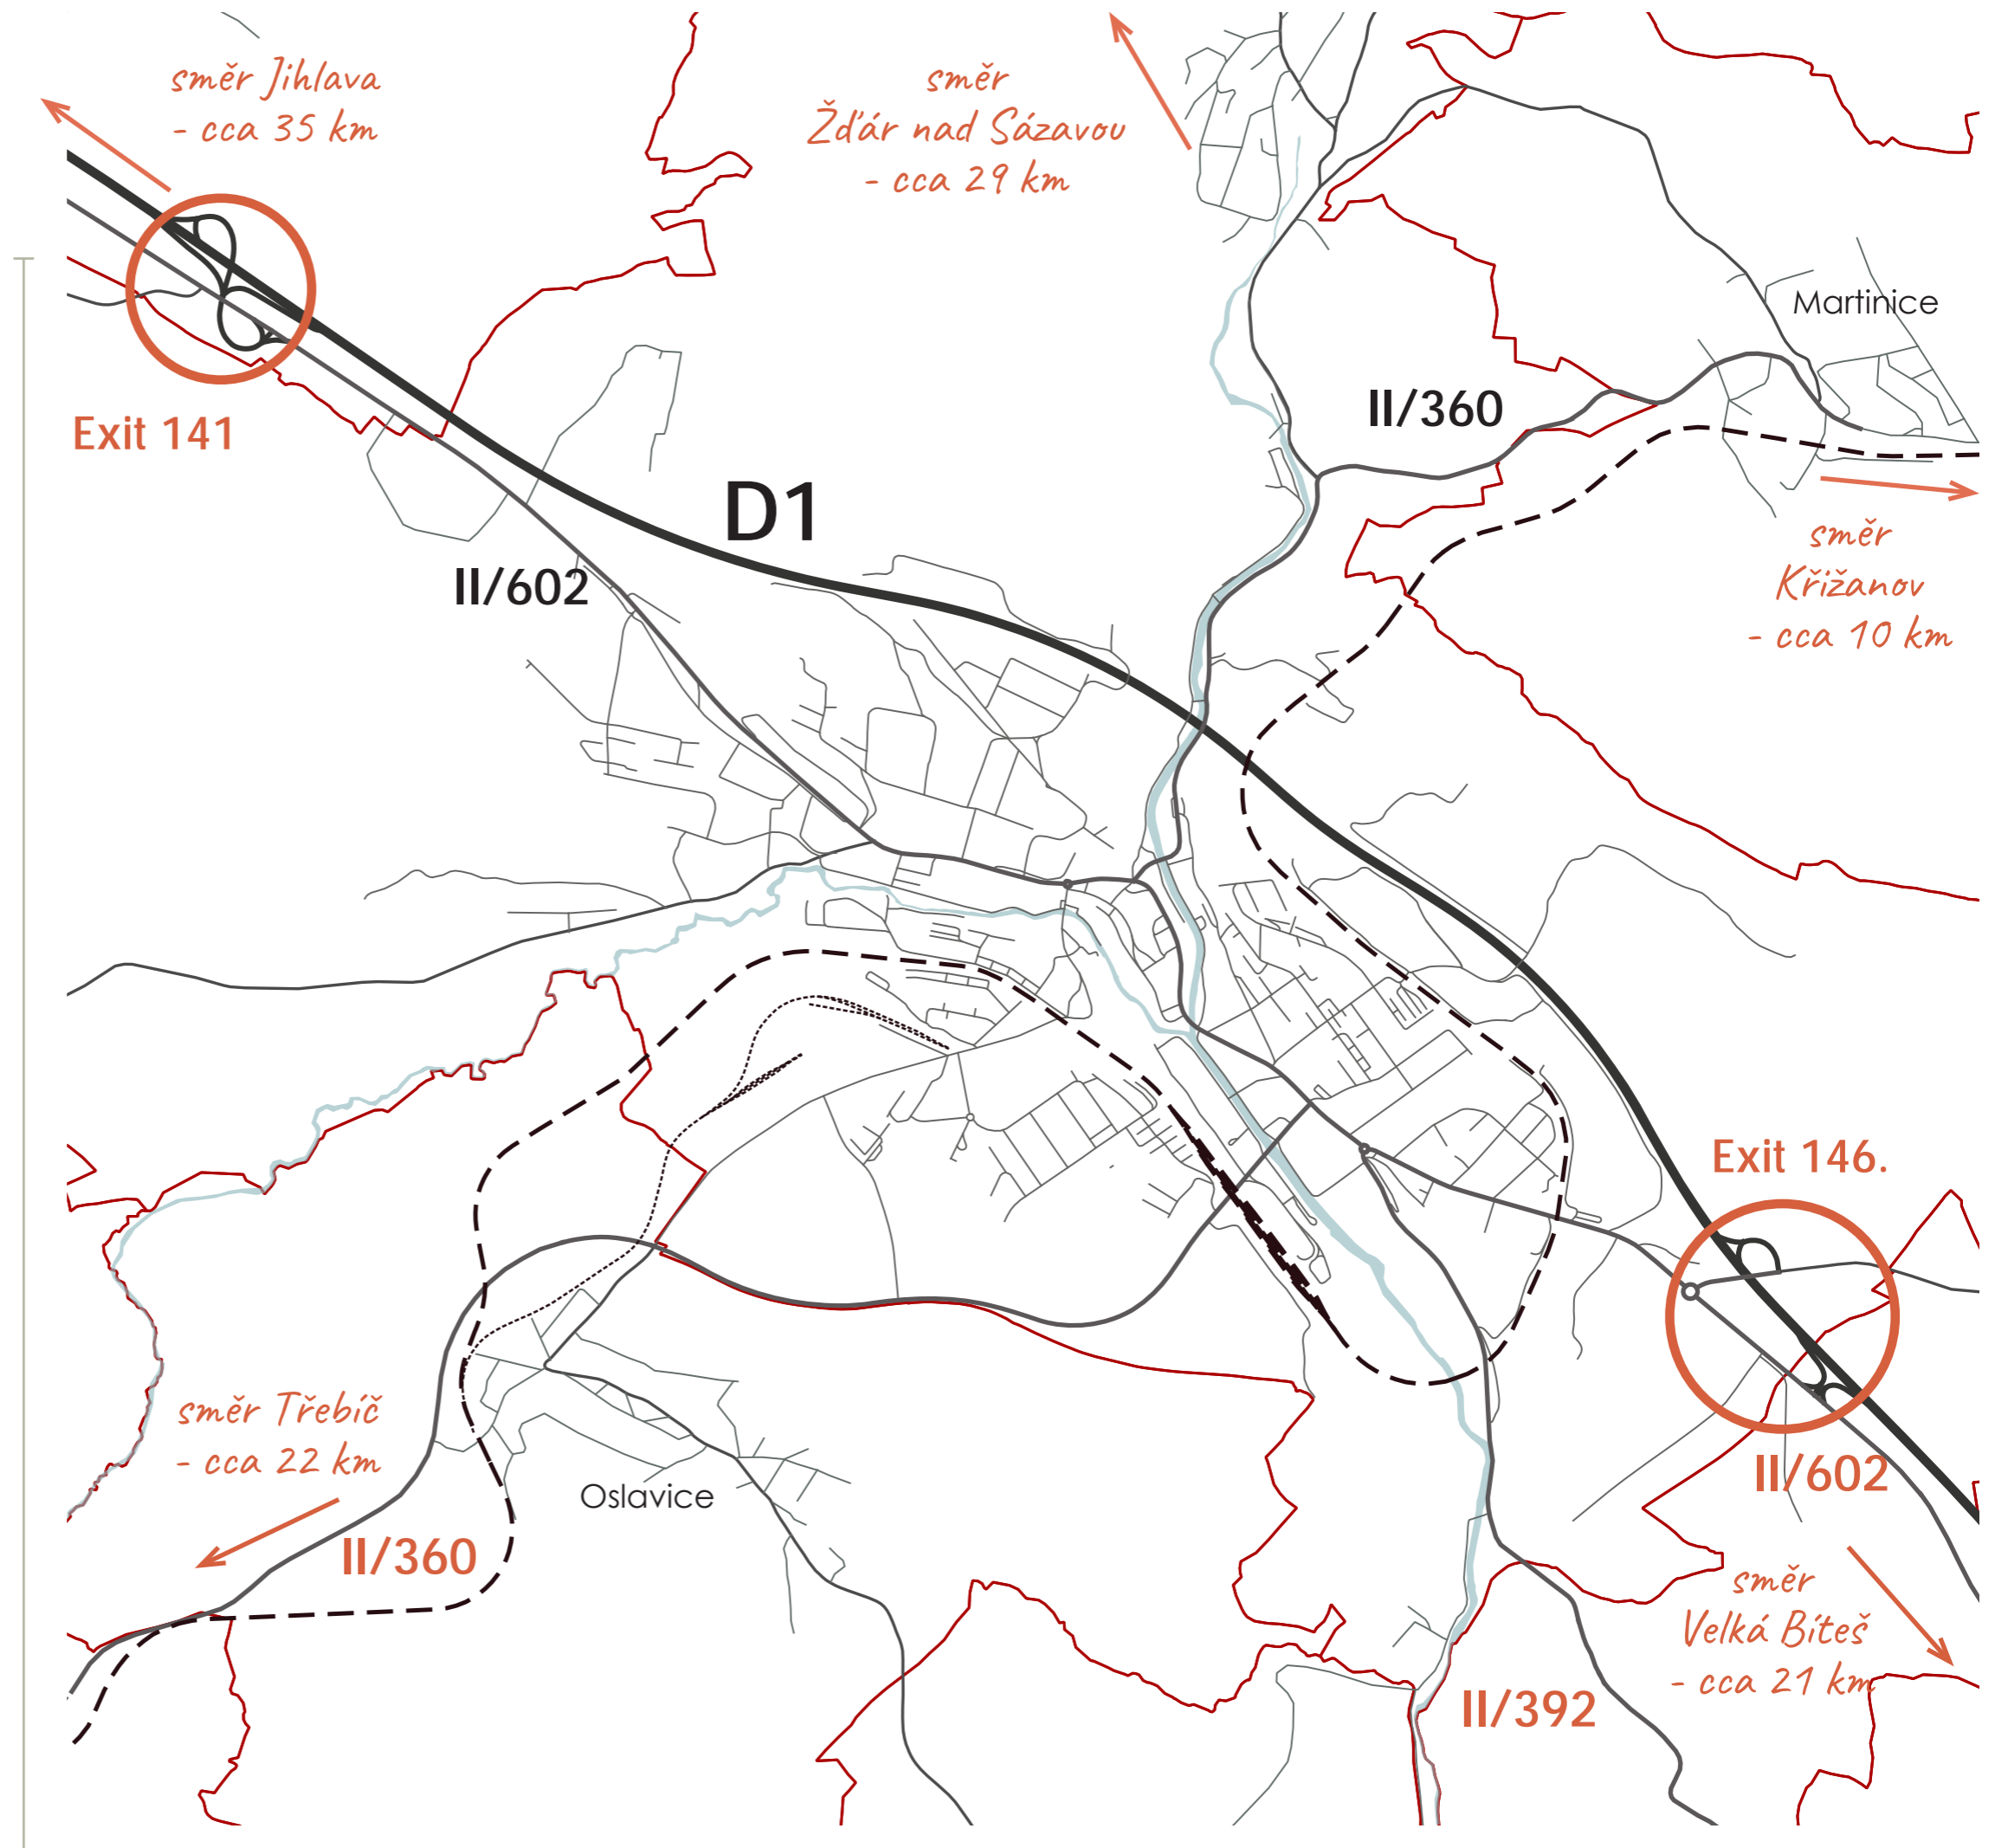 směr Jihlava
- cca 35 km
směr
Žďár nad Sázavou
- cca 29 km
Martinice
Exit 141
II/360
D1
směr
Křižanov
- cca 10 km
II/602
Exit 146.
směr Třebíč
- cca 22 km
Oslavice
II/602
II/360
směr
Velká Bíteš
- cca 21 km
II/392